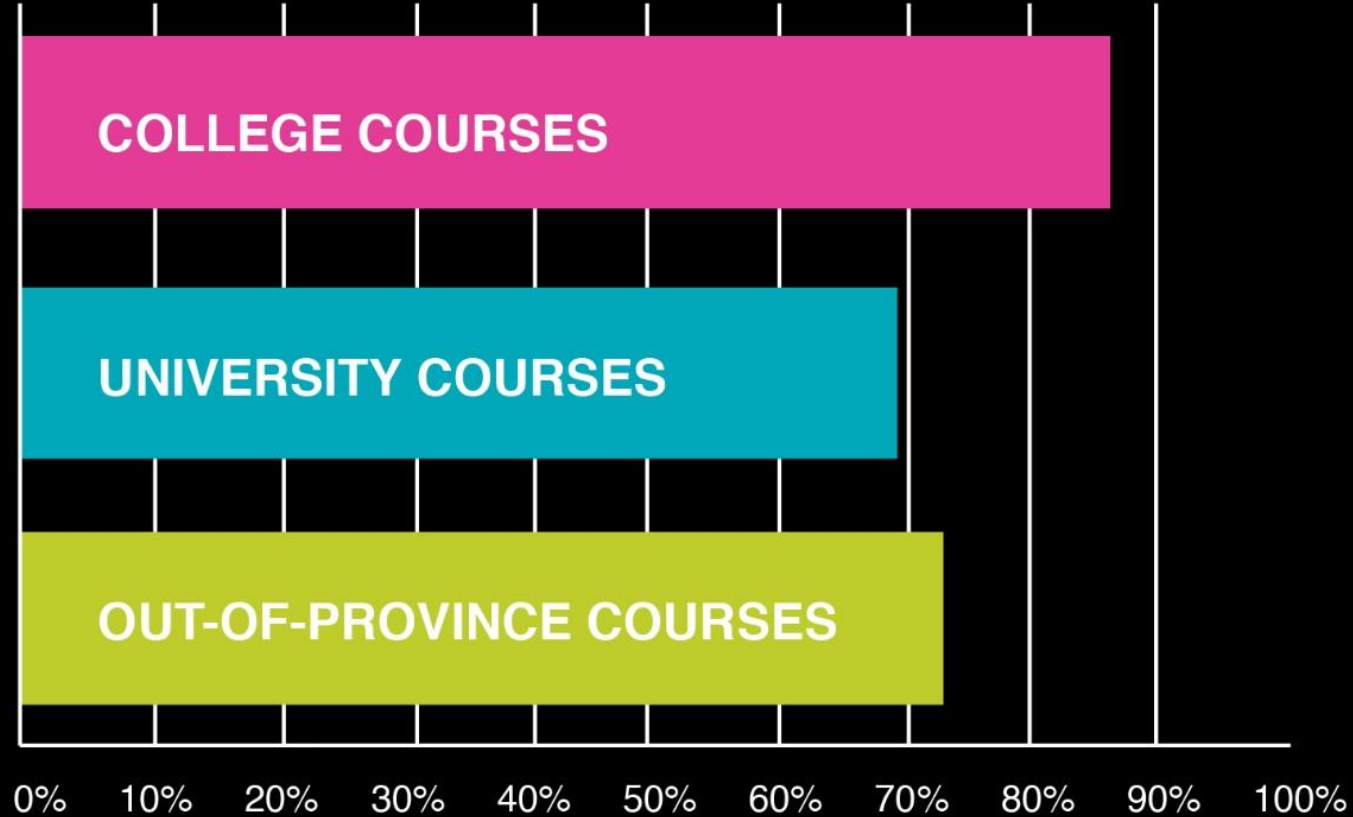 COLLEGE COURSES
UNIVERSITY COURSES
OUT-OF-PROVINCE COURSES
0% 10% 20% 30% 40% 50% 60% 70% 80% 90% 100%